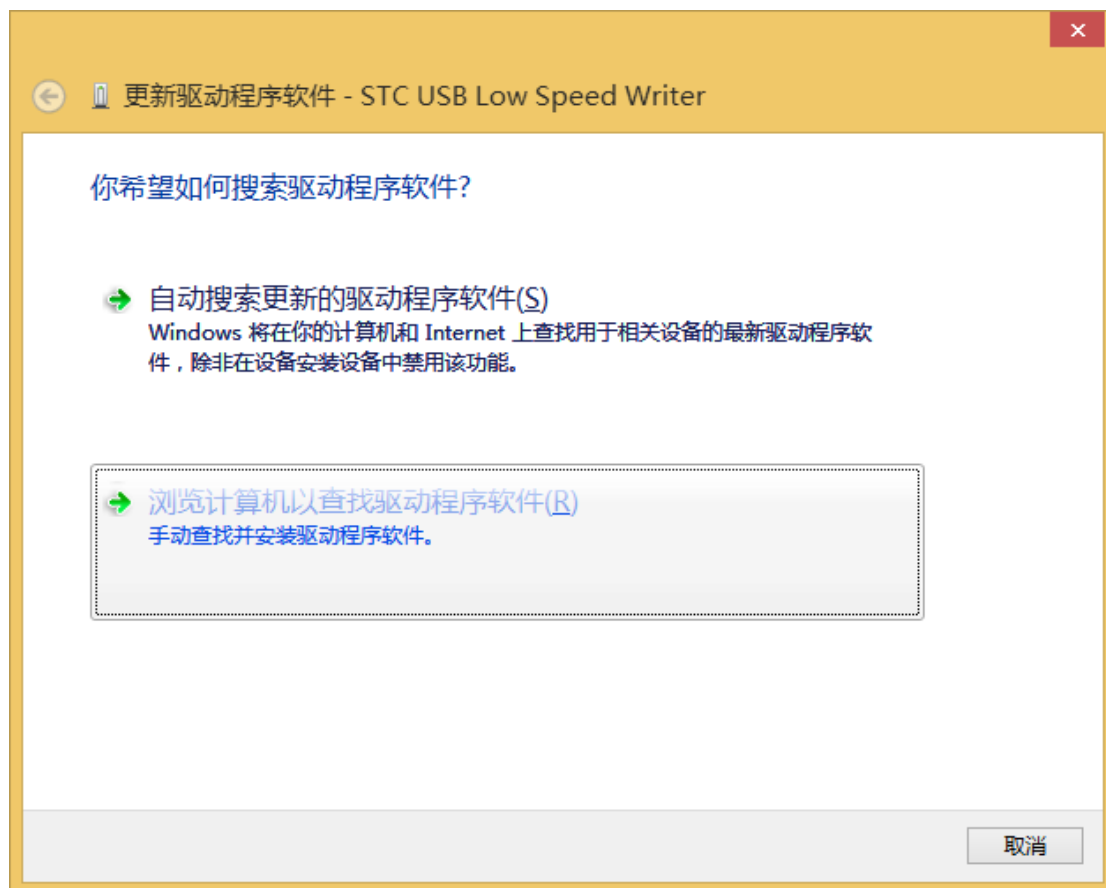 更新驱动程序软件 - STC USB Low Speed Writer
你希望如何搜索驱动程序软件?
自动搜索更新的驱动程序软件(S)
Windows 将在你的计算机和 Internet 上查找用于相关设备的最新驱动程序软
件，除非在设备安装设备中禁用该功能。
浏览计算机以查找驱动程序软件(R)
手动查找并安装驱动程序软件。
取消